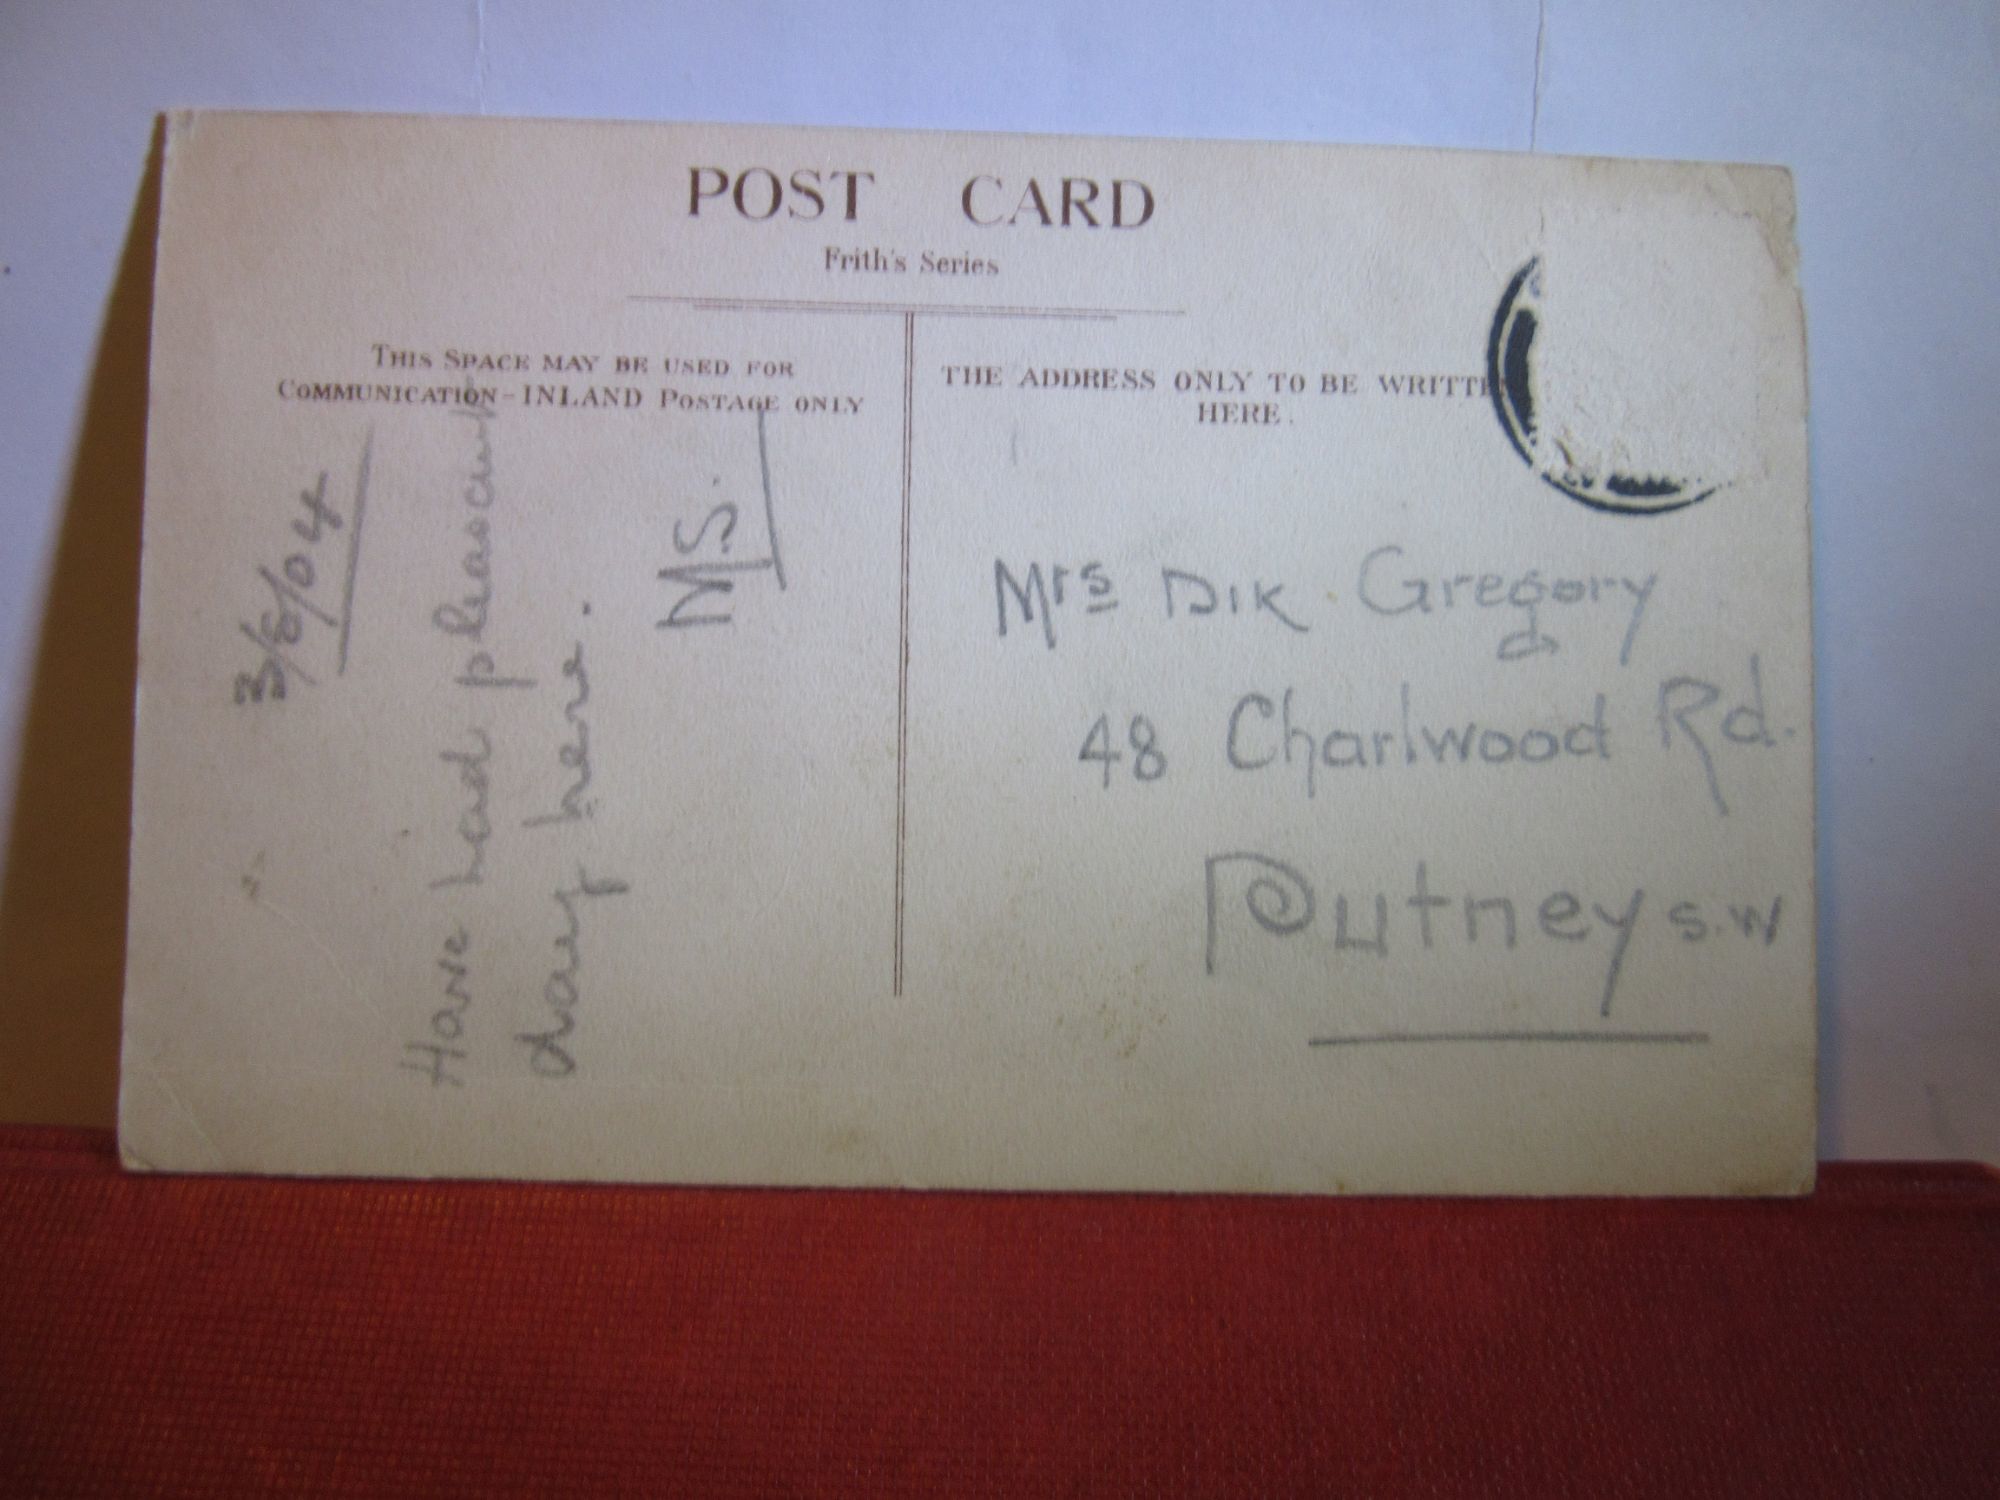 POST CARD
Frith's Series
THIS SPACE MAY BE USED FOR
COMMUNICATION - INLAND POSTAGE ONLY
THE ADDRESS ONLY TO BE WRITTE
HERE.
3/8/04
Have had pleasant
day here.
M.S.
Mrs Dik Gregory
48 Charlwood Rd.
Putney S.W